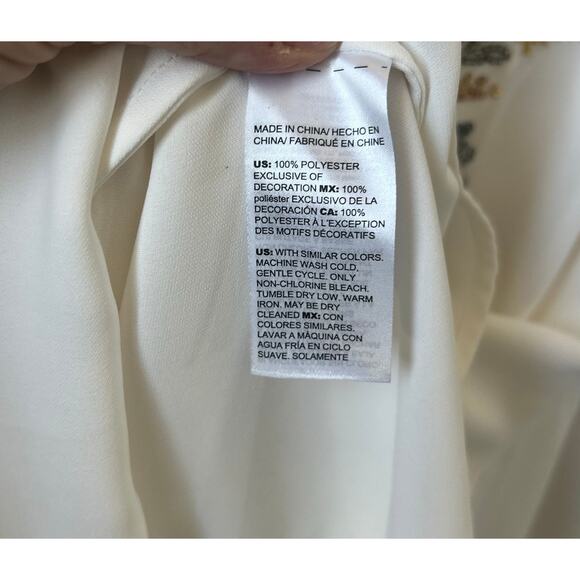 MADE IN CHINA/ HECHO EN
CHINA/ FABRIQUÉ EN CHINE
US: 100% POLYESTER
EXCLUSIVE OF
DECORATION MX: 100%
poliéster EXCLUSIVO DE LA
DECORACIÓN CA: 100%
POLYESTER À L'EXCEPTION
DES MOTIFS DÉCORATIFS
US: WITH SIMILAR COLORS.
MACHINE WASH COLD,
GENTLE CYCLE. ONLY
NON-CHLORINE BLEACH.
TUMBLE DRY LOW. WARM
IRON. MAY BE DRY
CLEANED MX: CON
COLORES SIMILARES.
LAVAR A MÁQUINA CON
AGUA FRÍA EN CICLO
SUAVE. SOLAMENTE